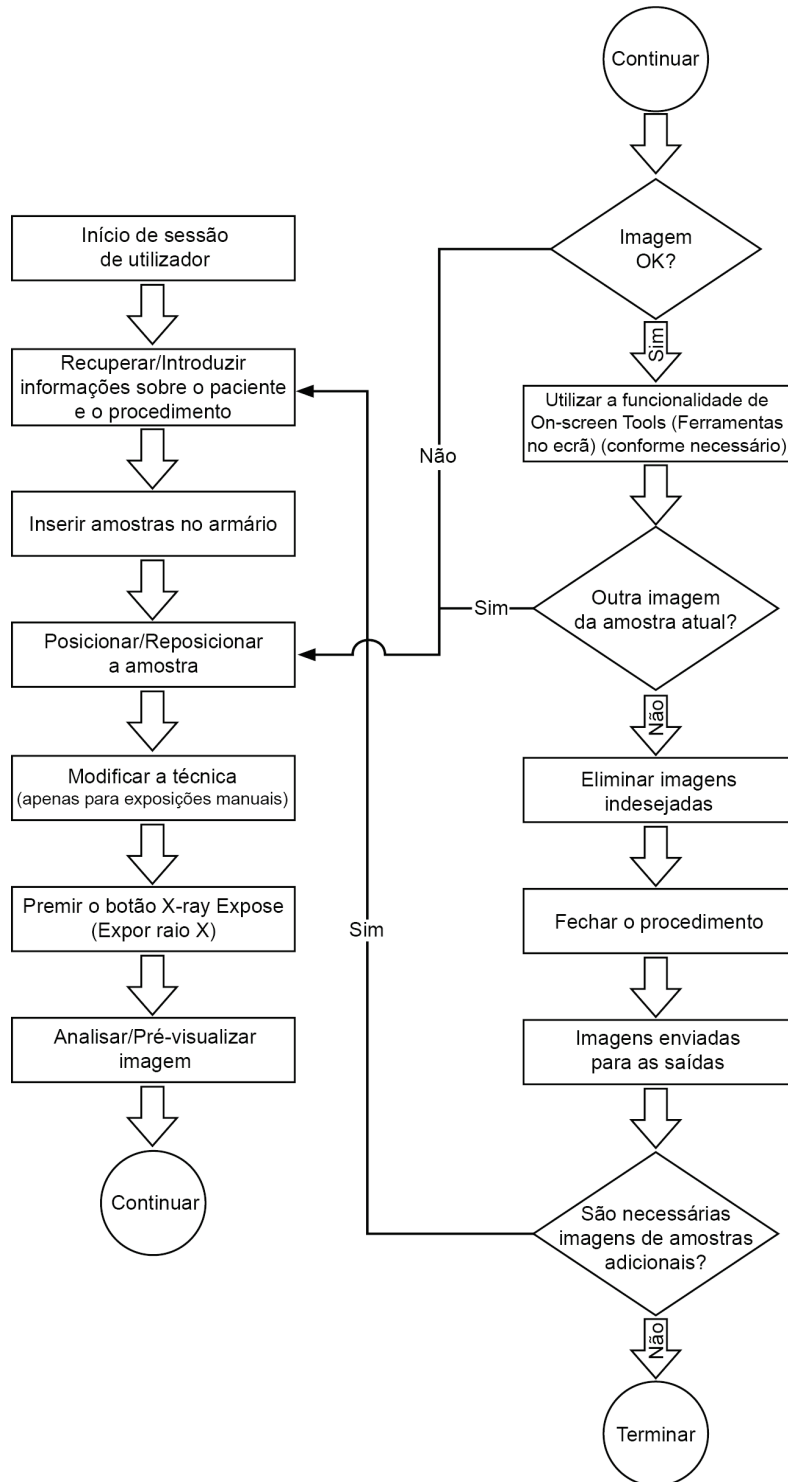 Início de sessão
de utilizador
Recuperar/Introduzir
informações sobre o paciente
e o procedimento
Inserir amostras no armário
Posicionar/Reposicionar
a amostra
Modificar a técnica
(apenas para exposições manuais)
Premir o botão X-ray Expose
(Expor raio X)
Analisar/Pré-visualizar
imagem
Continuar
Continuar
Imagem
OK?
Não
Sim
Utilizar a funcionalidade de
On-screen Tools (Ferramentas
no ecrã) (conforme necessário)
Outra imagem
da amostra atual?
Sim
Não
Eliminar imagens
indesejadas
Fechar o procedimento
Imagens enviadas
para as saídas
São necessárias
imagens de amostras
adicionais?
Sim
Não
Terminar